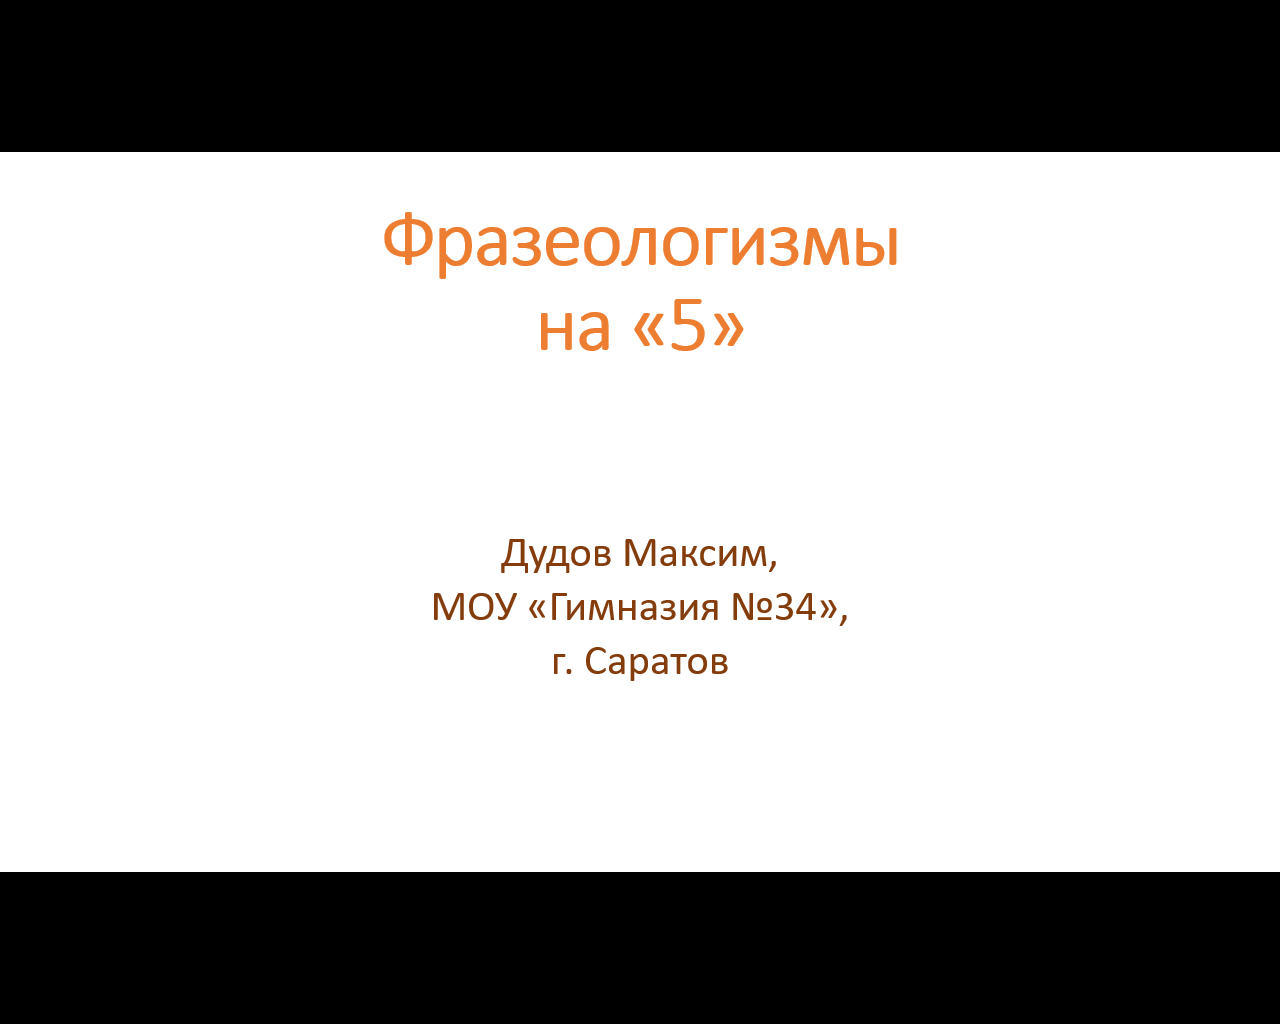 Фразеологизмы
на «5»
Дудов Максим,
МОУ «Гимназия №34»,
г. Саратов